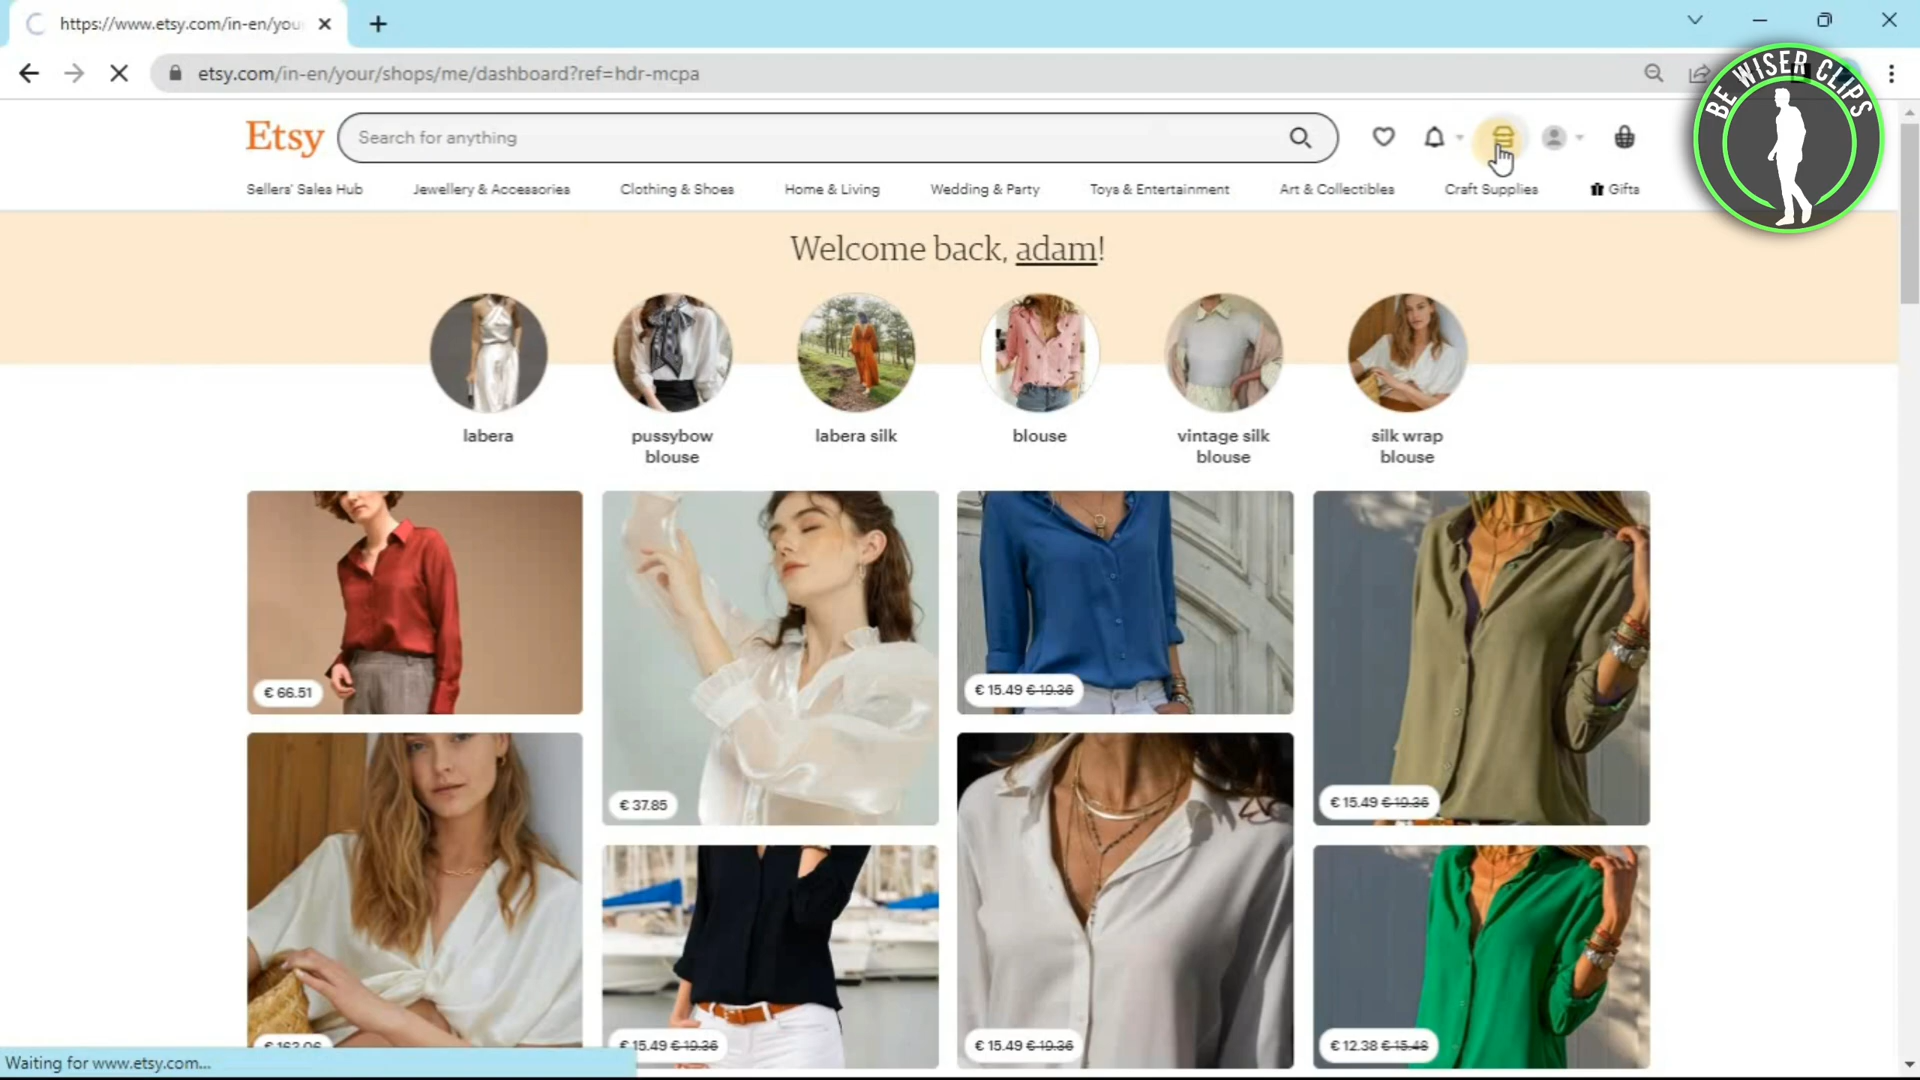 https://www.etsy.com/in-en/you
etsy.com/in-en/your/shops/me/dashboard?ref=hdr-mcpa
BE WISER CLIPS
Etsy
Search for anything
Sellers' Sales Hub
Jewellery & Accessories
Clothing & Shoes
Home & Living
Wedding & Party
Toys & Entertainment
Art & Collectibles
Craft Supplies
Gifts
Welcome back, adam!
labera
pussybow
blouse
labera silk
blouse
vintage silk
blouse
silk wrap
blouse
€ 66.51
€ 37.85
€ 15.49 € 19.36
€ 15.49 € 19.36
€ 163.06
€ 15.49 € 19.36
€ 15.49 € 19.36
€ 12.38 € 15.48
Waiting for www.etsy.com...